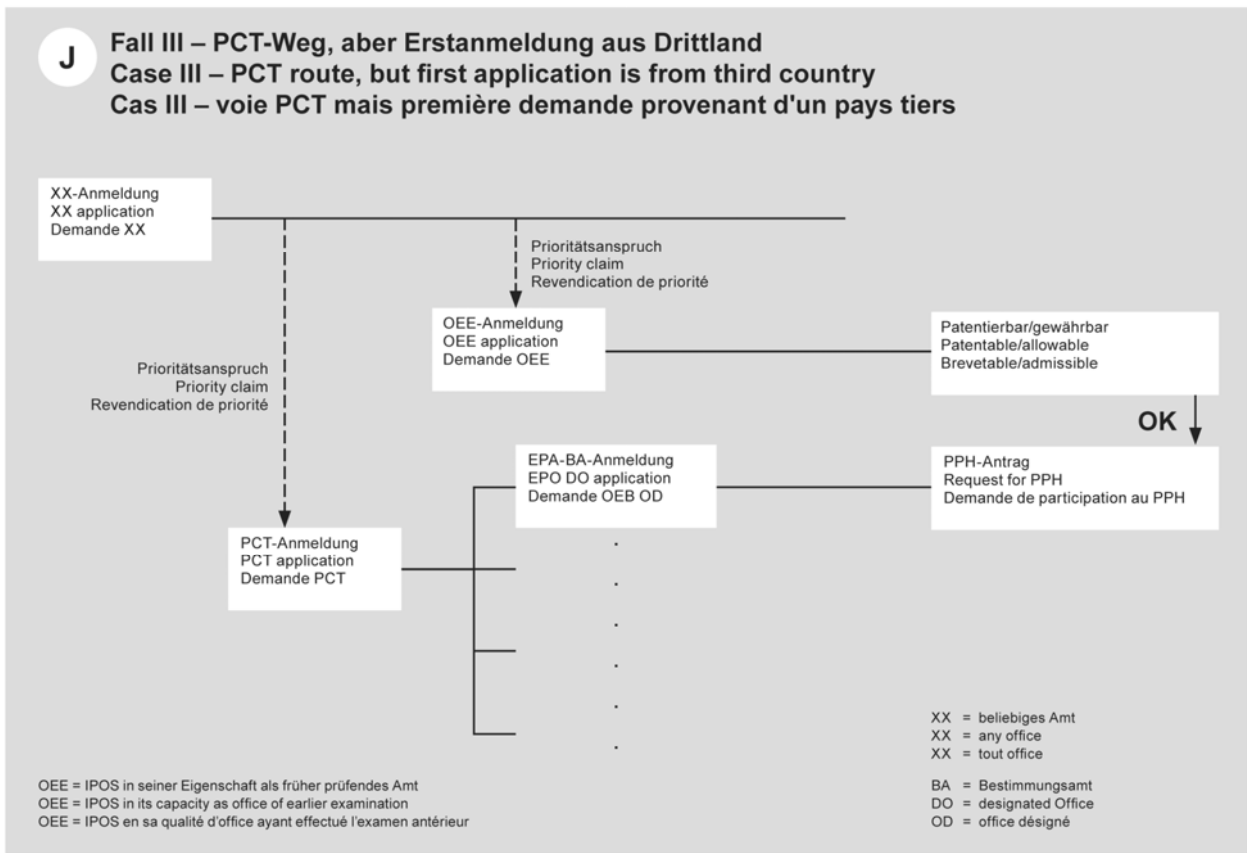 J
Fall III – PCT-Weg, aber Erstanmeldung aus Drittland
Case III – PCT route, but first application is from third country
Cas III – voie PCT mais première demande provenant d'un pays tiers
XX-Anmeldung
XX application
Demande XX
Prioritätsanspruch
Priority claim
Revendication de priorité
OEE-Anmeldung
OEE application
Demande OEE
Patentierbar/gewährbar
Patentable/allowable
Brevetable/admissible
Prioritätsanspruch
Priority claim
Revendication de priorité
OK
EPA-BA-Anmeldung
EPO DO application
Demande OEB OD
PPH-Antrag
Request for PPH
Demande de participation au PPH
PCT-Anmeldung
PCT application
Demande PCT
XX = beliebiges Amt
XX = any office
XX = tout office
BA = Bestimmungsamt
DO = designated Office
OD = office désigné
OEE = IPOS in seiner Eigenschaft als früher prüfendes Amt
OEE = IPOS in its capacity as office of earlier examination
OEE = IPOS en sa qualité d'office ayant effectué l'examen antérieur